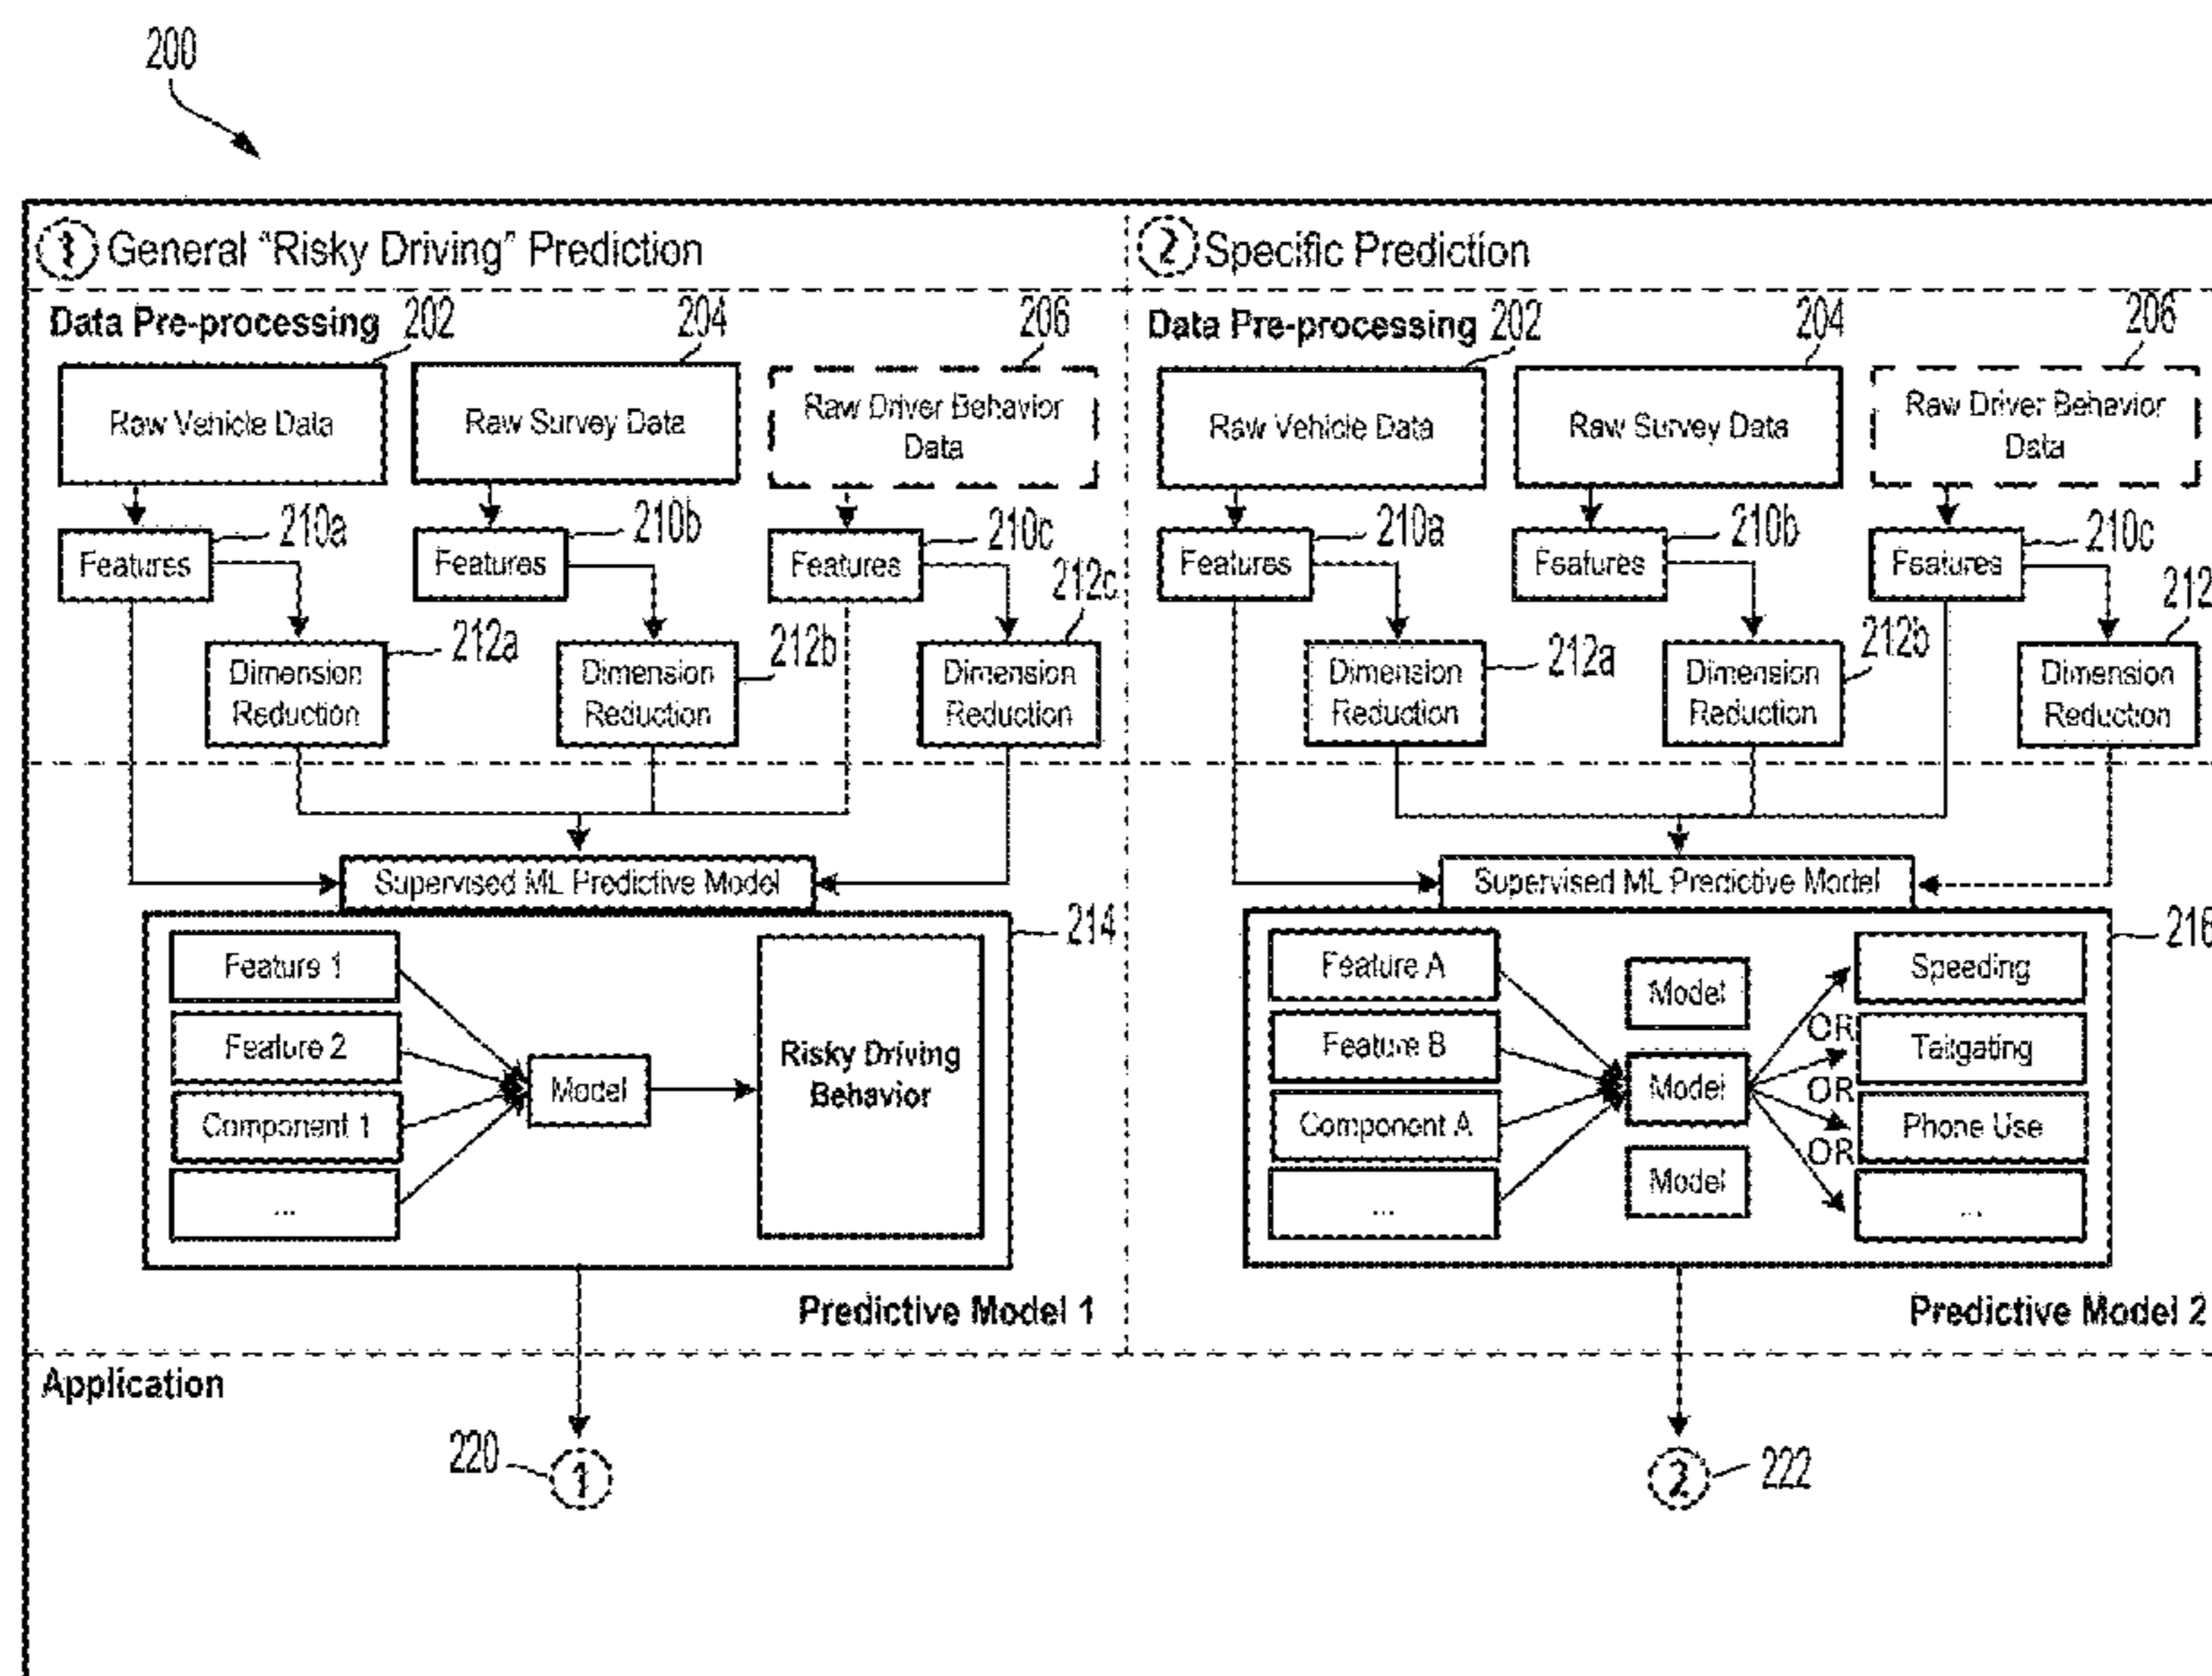 200
1 General "Risky Driving" Prediction
Data Pre-processing 202 204 206
Raw Vehicle Data
Raw Survey Data
Raw Driver Behavior
Data
Features 210a
Features 210b
Features 210c
Dimension
Reduction 212a
Dimension
Reduction 212b
Dimension
Reduction 212c
Supervised ML Predictive Model
214
Feature 1
Feature 2
Component 1
...
Model
Risky Driving
Behavior
Predictive Model 1
2 Specific Prediction
Data Pre-processing 202 204 206
Raw Vehicle Data
Raw Survey Data
Raw Driver Behavior
Data
Features 210a
Features 210b
Features 210c
Dimension
Reduction 212a
Dimension
Reduction 212b
Dimension
Reduction 212
Supervised ML Predictive Model
216
Feature A
Feature B
Component A
...
Model
Model
Model
Speeding
OR
Tailgating
OR
Phone Use
OR
...
Predictive Model 2
Application
220 1
2 222